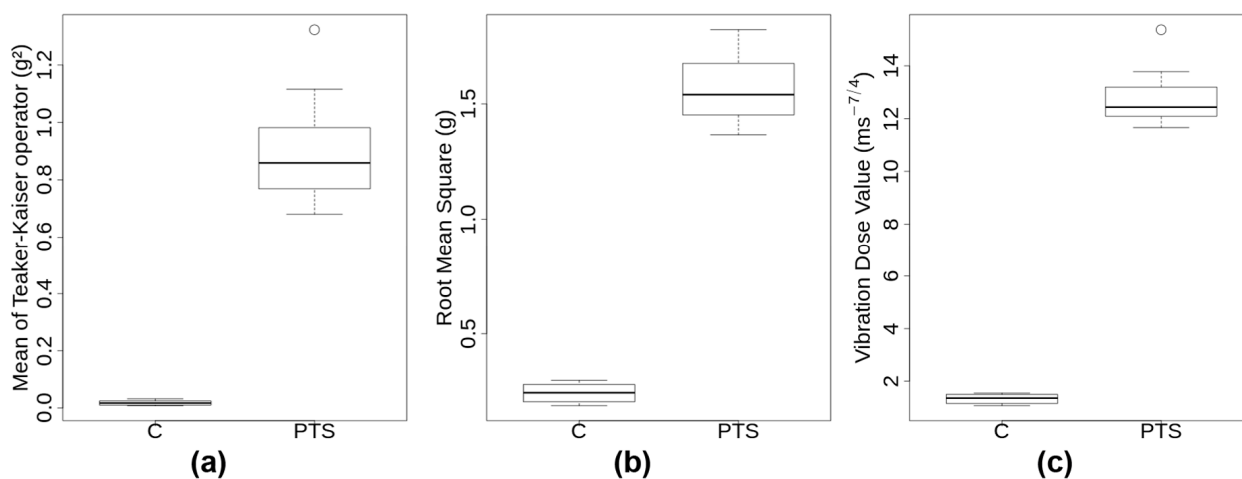 Mean of Teaker-Kaiser operator (g²)
0.0 0.2 0.4 0.6 0.8 1.0 1.2
C PTS
(a)
Root Mean Square (g)
0.5 1.0 1.5
C PTS
(b)
Vibration Dose Value (ms⁻⁷/⁴)
2 4 6 8 10 12 14
C PTS
(c)